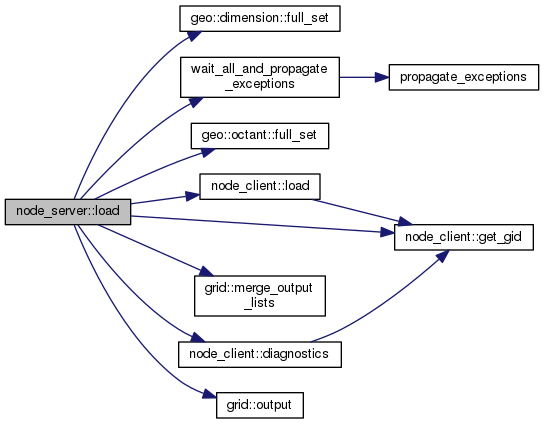 geo::dimension::full_set
wait_all_and_propagate
_exceptions
propagate_exceptions
geo::octant::full_set
node_client::load
node_server::load
node_client::get_gid
grid::merge_output
_lists
node_client::diagnostics
grid::output